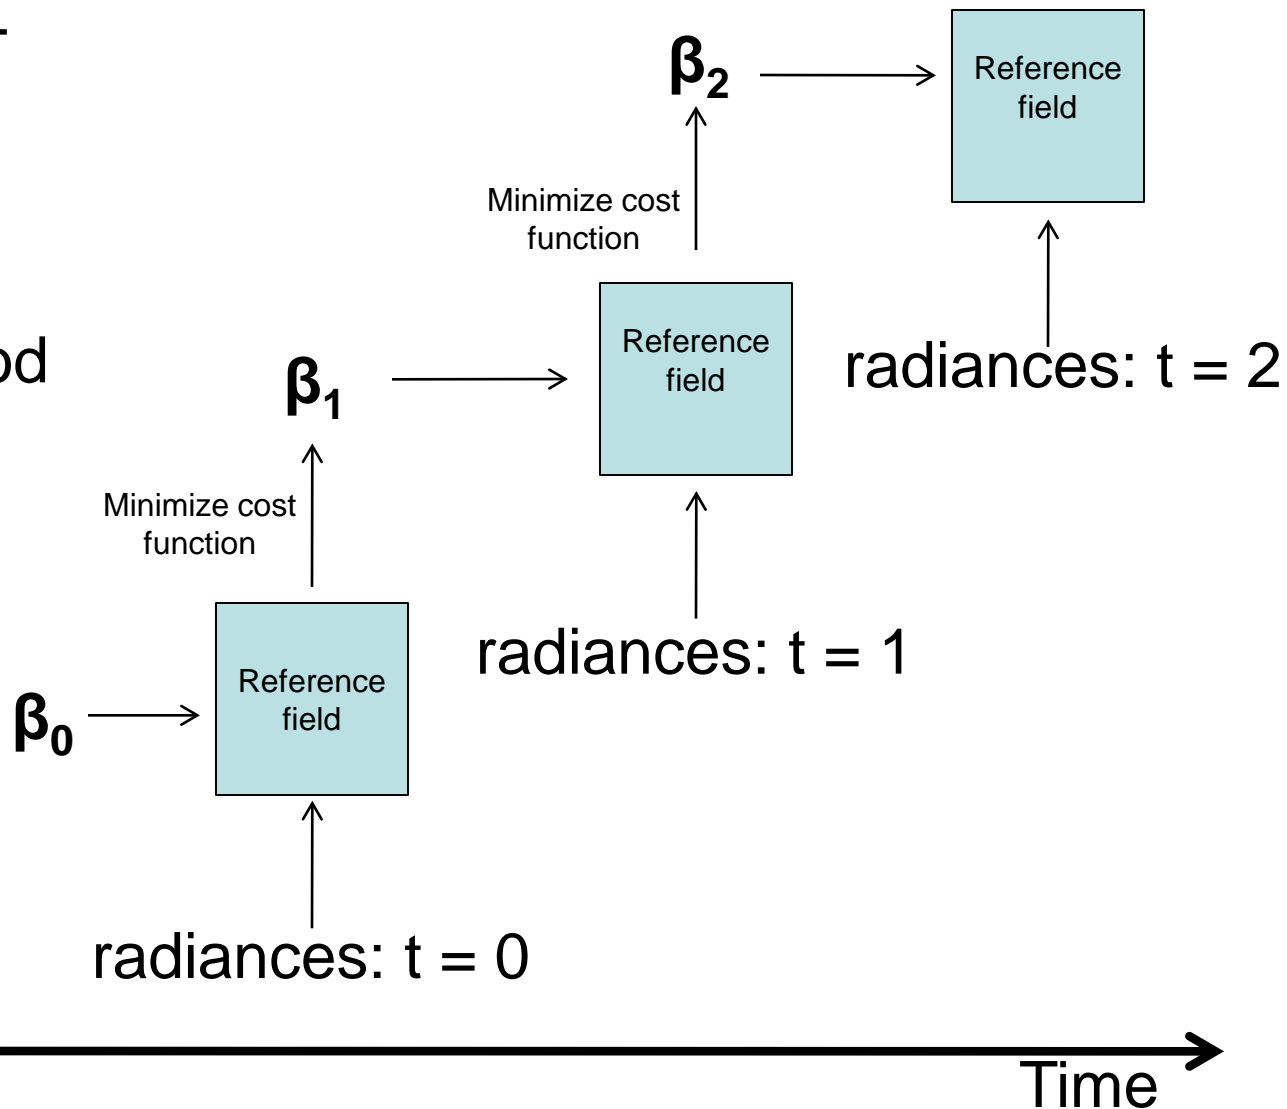 β2
Reference
field
Minimize cost
function
Reference
field
radiances: t = 2
β1
Minimize cost
function
radiances: t = 1
Reference
field
β0
radiances: t = 0
Time